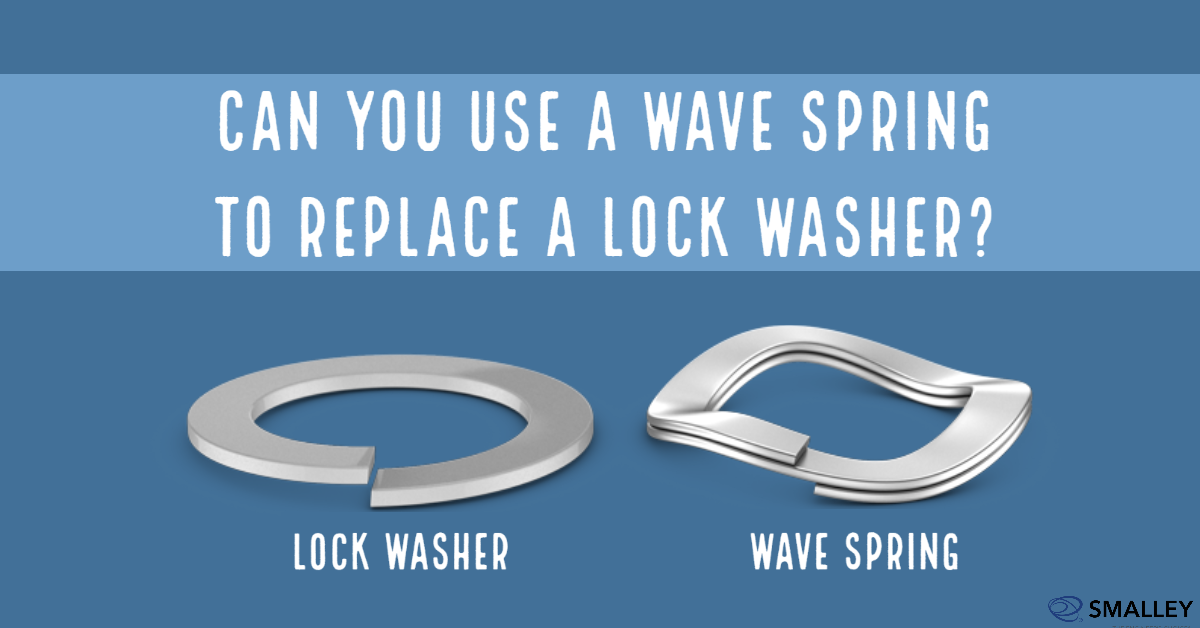 CAN YOU USE A WAVE SPRING
TO REPLACE A LOCK WASHER?
LOCK WASHER
WAVE SPRING
SMALLEY